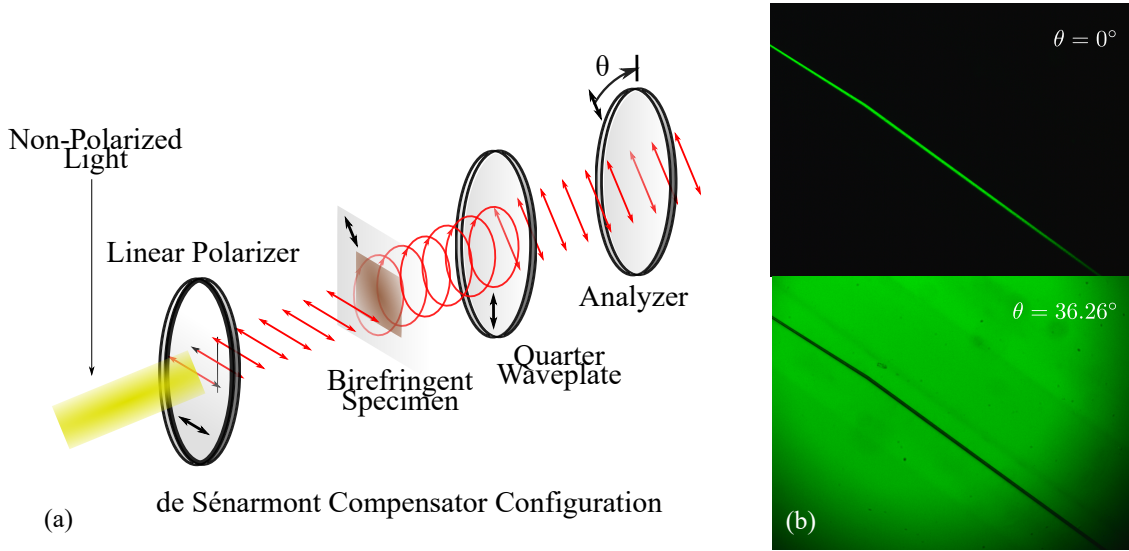 Non-Polarized
Light
Linear Polarizer
θ
Analyzer
Birefringent
Specimen
Quarter
Waveplate
de Sénarmont Compensator Configuration
(a)
θ = 0°
θ = 36.26°
(b)